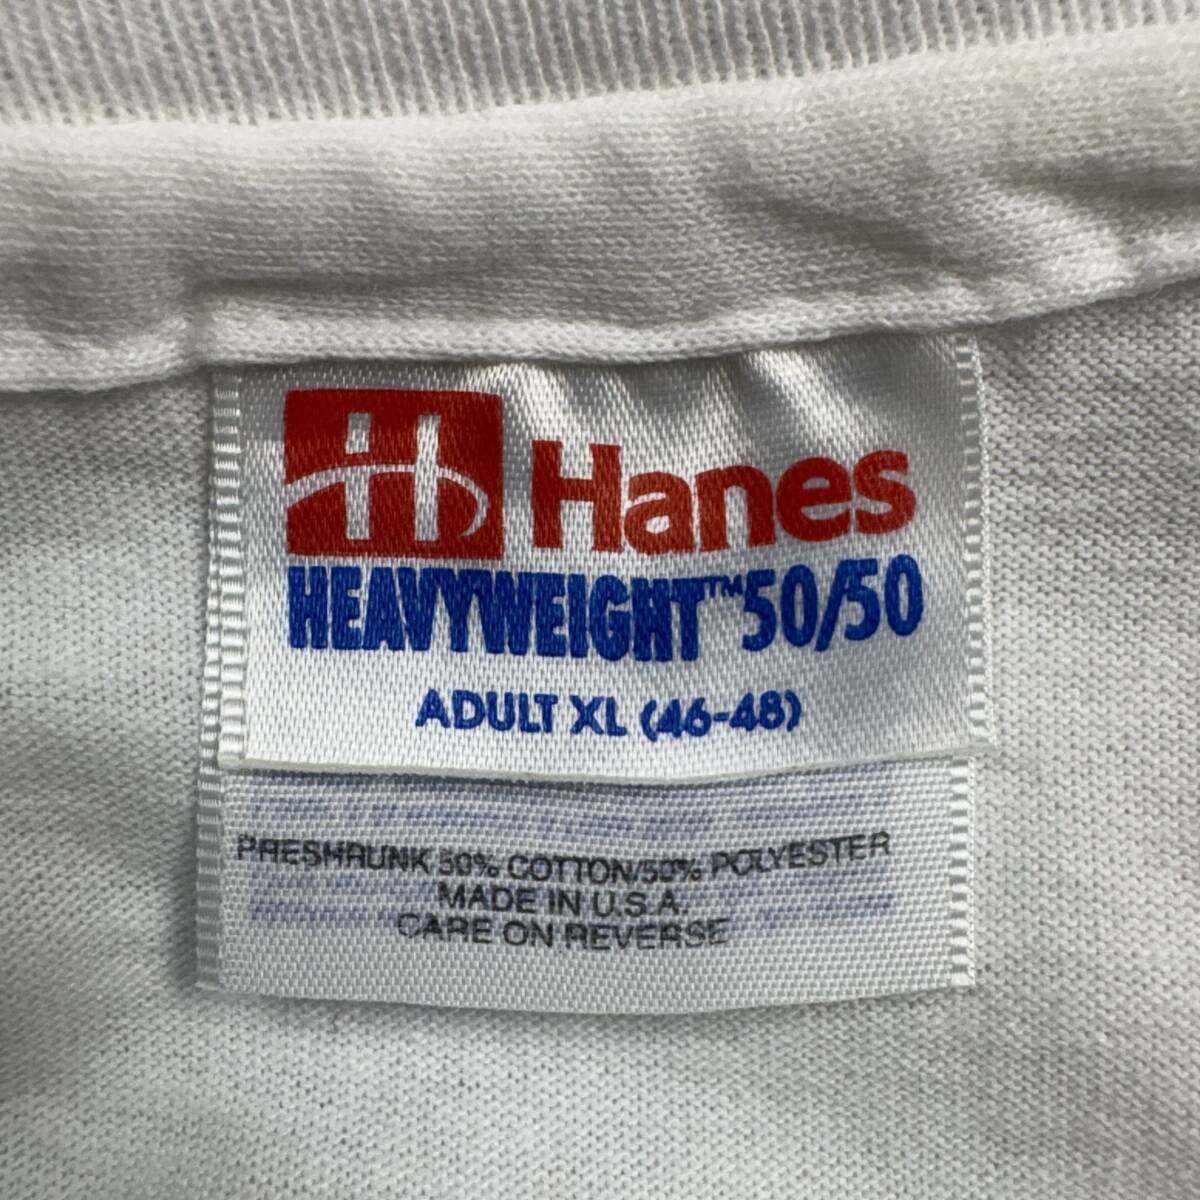 Hanes
HEAVYWEIGHT™50/50
ADULT XL (46-48)
PRESHRUNK 50% COTTON/50% POLYESTER
MADE IN U.S.A.
CARE ON REVERSE